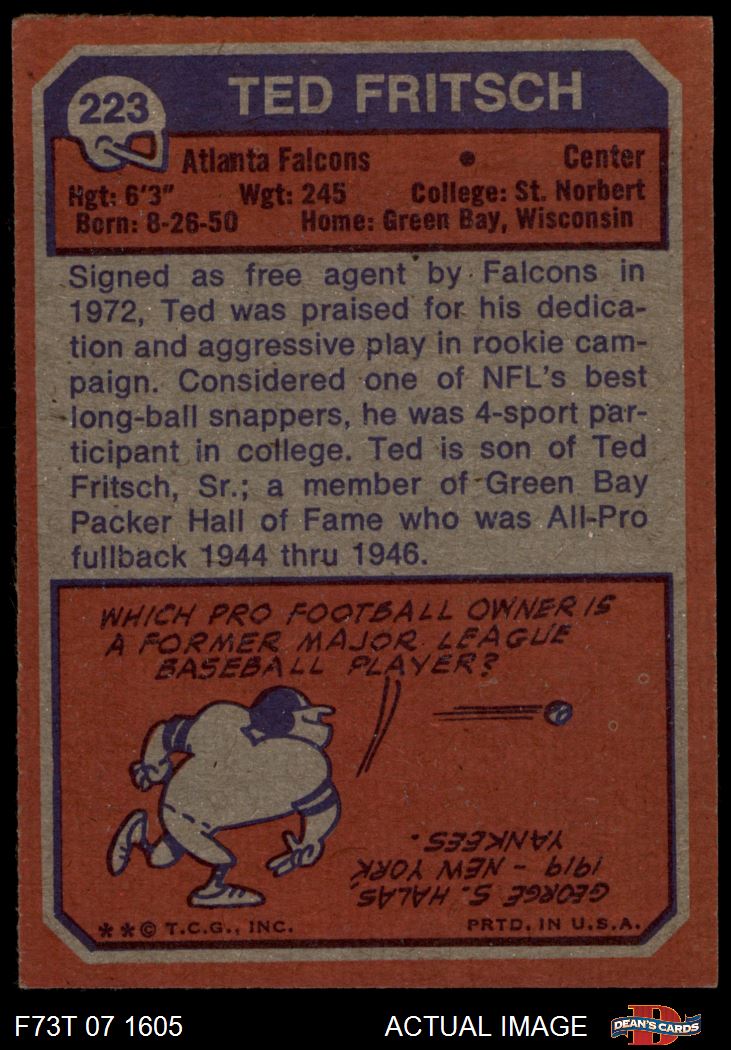 223
TED FRITSCH
Atlanta Falcons • Center
Hgt: 6'3" Wgt: 245 College: St. Norbert
Born: 8-26-50 Home: Green Bay, Wisconsin
Signed as free agent by Falcons in
1972, Ted was praised for his dedica-
tion and aggressive play in rookie cam-
paign. Considered one of NFL's best
long-ball snappers, he was 4-sport par-
ticipant in college. Ted is son of Ted
Fritsch, Sr.; a member of Green Bay
Packer Hall of Fame who was All-Pro
fullback 1944 thru 1946.
WHICH PRO FOOTBALL OWNER IS
A FORMER MAJOR LEAGUE
BASEBALL PLAYER?
GEORGE S. HALAS,
1919 - NEW YORK
YANKEES.
**© T.C.G., INC. PRTD. IN U.S.A.
F73T 07 1605 ACTUAL IMAGE
D
DEAN'S CARDS